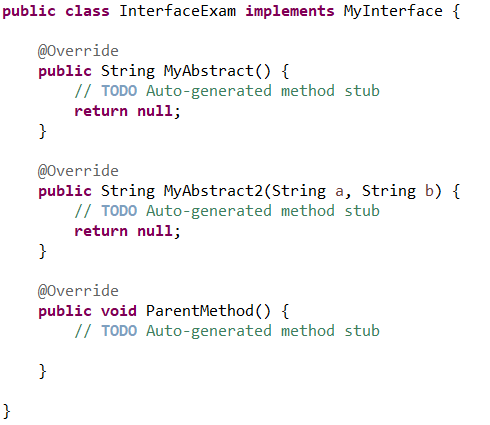 public class InterfaceExam implements MyInterface {
@Override
public String MyAbstract() {
// TODO Auto-generated method stub
return null;
}
@Override
public String MyAbstract2(String a, String b) {
// TODO Auto-generated method stub
return null;
}
@Override
public void ParentMethod() {
// TODO Auto-generated method stub
}
}